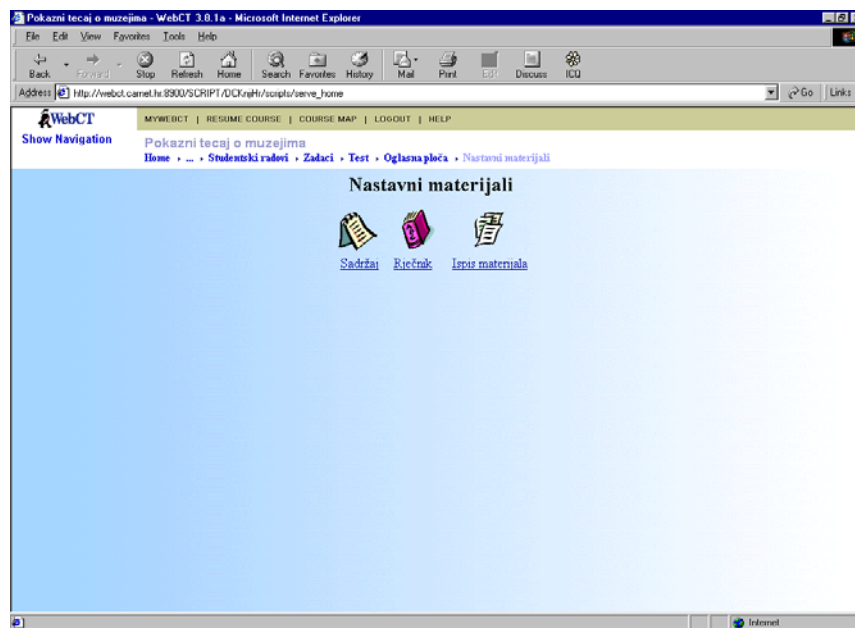 Pokazni tecaj o muzejima - WebCT 3.0.1a - Microsoft Internet Explorer
File Edit View Favorites Tools Help
Back Forward Stop Refresh Home Search Favorites History Mail Print Edit Discuss ICQ
Address http://webct.carnet.hr:8900/SCRIPT/DCKnjiHr/scripts/serve_home Go Links
WebCT MYWEBCT | RESUME COURSE | COURSE MAP | LOGOUT | HELP
Show Navigation Pokazni tecaj o muzejima
Home › ... › Studentski radovi › Zadaci › Test › Oglasna ploča › Nastavni materijali
Nastavni materijali
Sadržaj Rječnik Ispis materijala
Internet